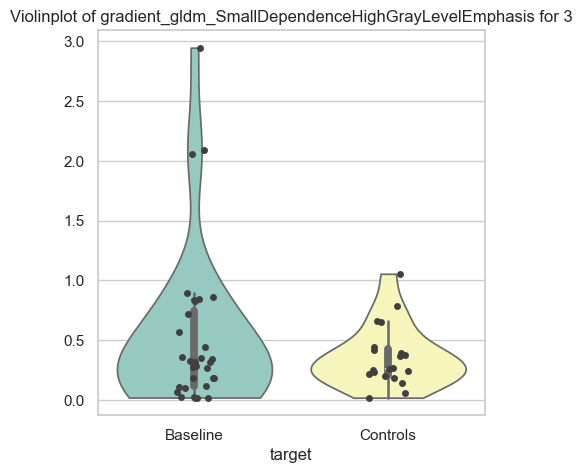 Violinplot of gradient_gldm_SmallDependenceHighGrayLevelEmphasis for 3
3.0
2.5
2.0
1.5
1.0
0.5
0.0
Baseline Controls
target